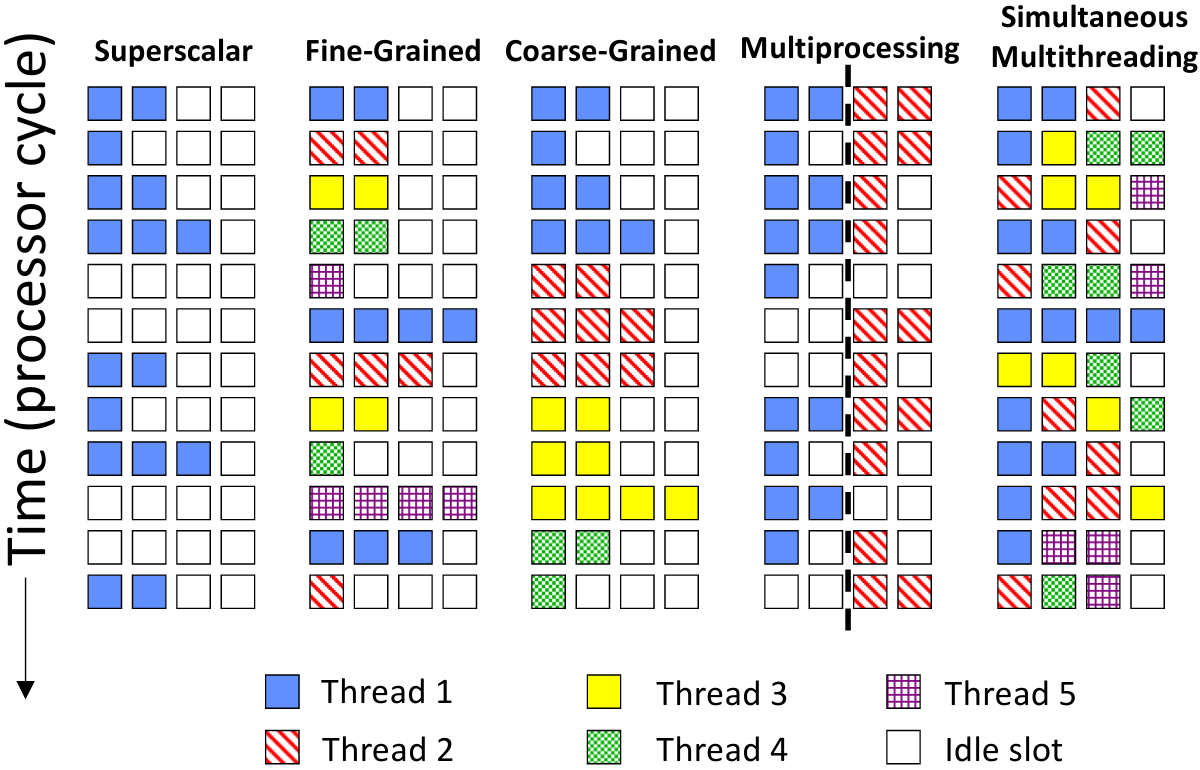 Time (processor cycle)
Superscalar
Fine-Grained
Coarse-Grained
Multiprocessing
Simultaneous
Multithreading
Thread 1
Thread 3
Thread 5
Thread 2
Thread 4
Idle slot